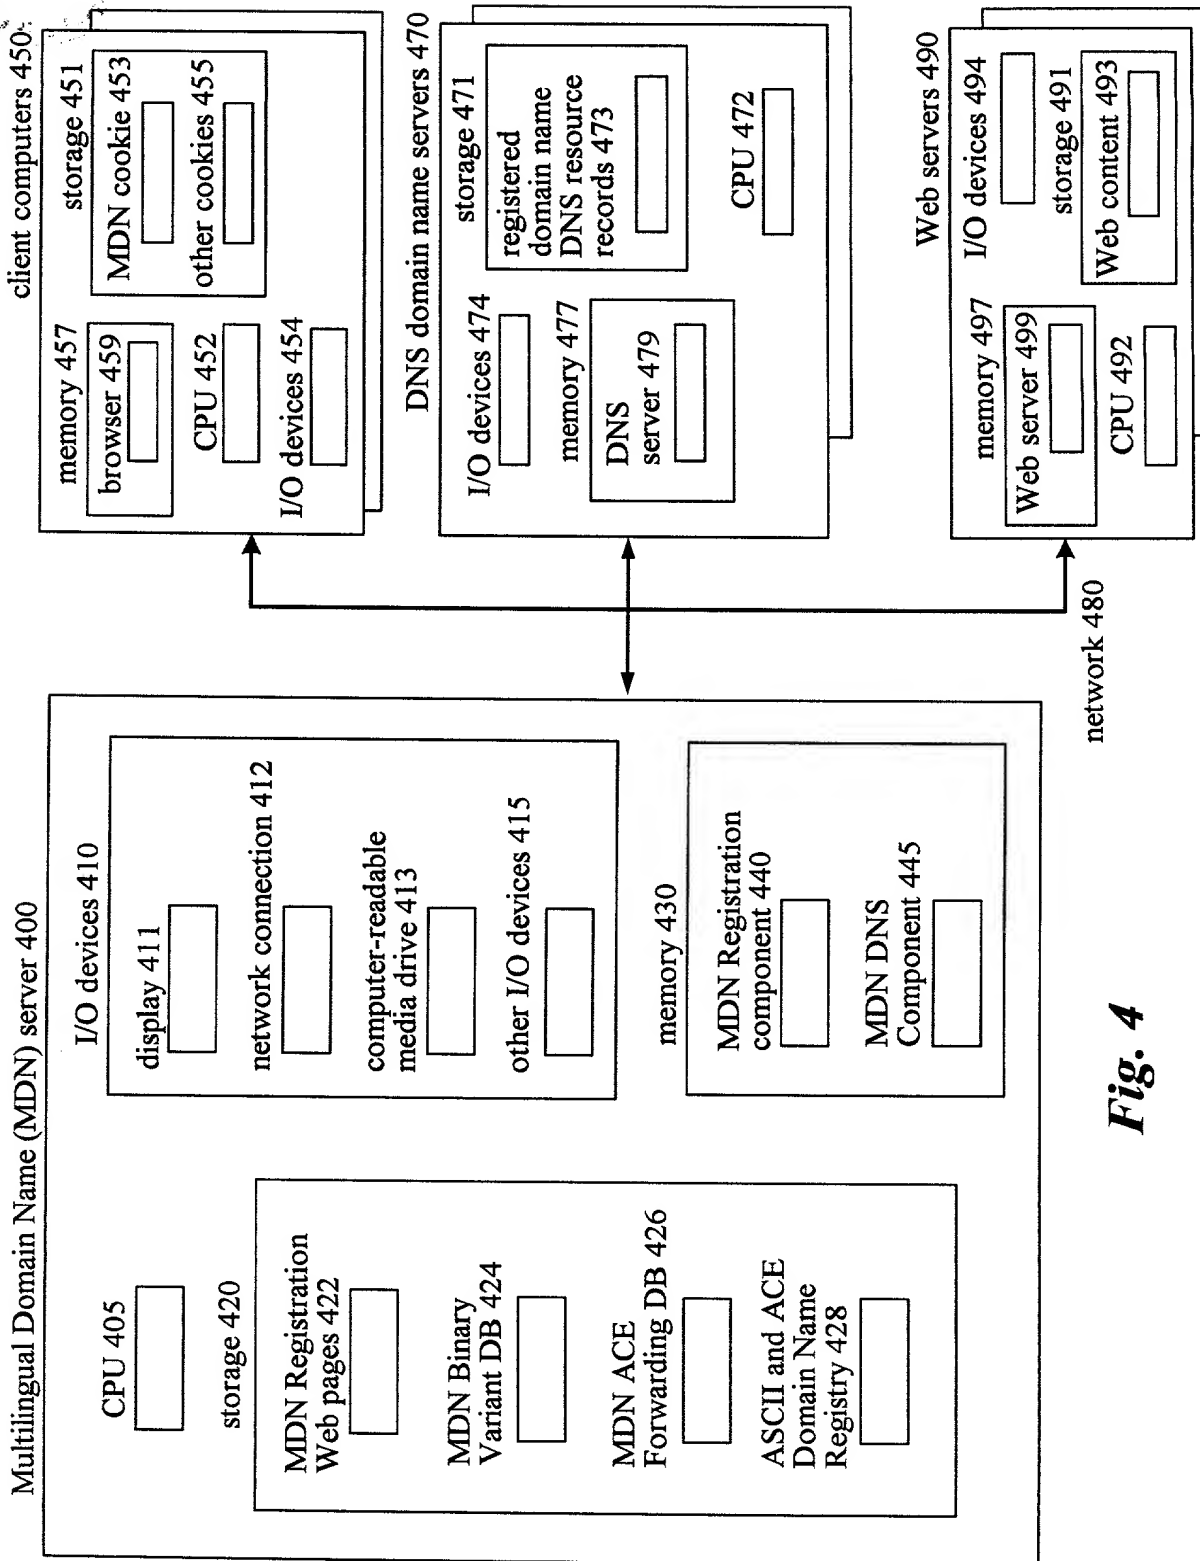 Multilingual Domain Name (MDN) server 400
CPU 405
storage 420
MDN Registration
Web pages 422
MDN Binary
Variant DB 424
MDN ACE
Forwarding DB 426
ASCII and ACE
Domain Name
Registry 428
I/O devices 410
display 411
network connection 412
computer-readable
media drive 413
other I/O devices 415
memory 430
MDN Registration
component 440
MDN DNS
Component 445
client computers 450
memory 457
browser 459
CPU 452
I/O devices 454
storage 451
MDN cookie 453
other cookies 455
DNS domain name servers 470
I/O devices 474
memory 477
DNS
server 479
storage 471
registered
domain name
DNS resource
records 473
CPU 472
Web servers 490
memory 497
Web server 499
CPU 492
I/O devices 494
storage 491
Web content 493
network 480
Fig. 4